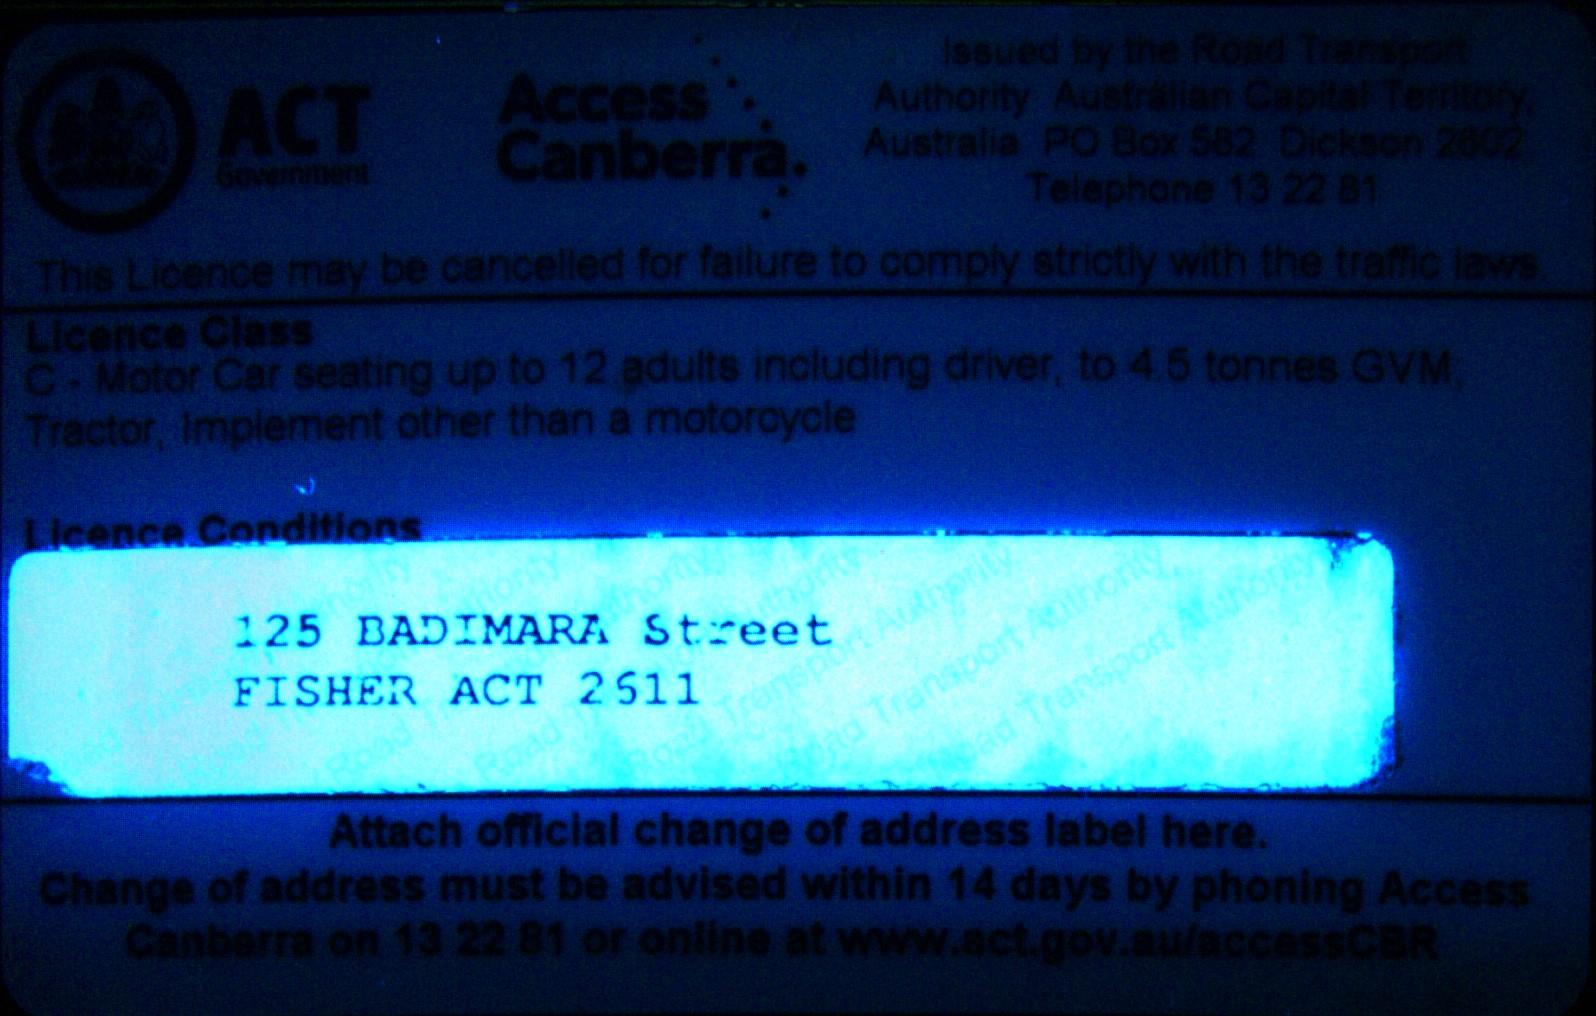 ACT
Government
Access
Canberra.
Issued by the Road Transport
Authority Australian Capital Territory,
Australia PO Box 582 Dickson 2602
Telephone 13 22 81
This Licence may be cancelled for failure to comply strictly with the traffic laws
Licence Class
C - Motor Car seating up to 12 adults including driver, to 4.5 tonnes GVM;
Tractor, Implement other than a motorcycle
Licence Conditions
125 BADIMARA Street
FISHER ACT 2611
Road Transport Authority
Road Transport Authority
Road Transport Authority
Attach official change of address label here.
Change of address must be advised within 14 days by phoning Access
Canberra on 13 22 81 or online at www.act.gov.au/accessCBR